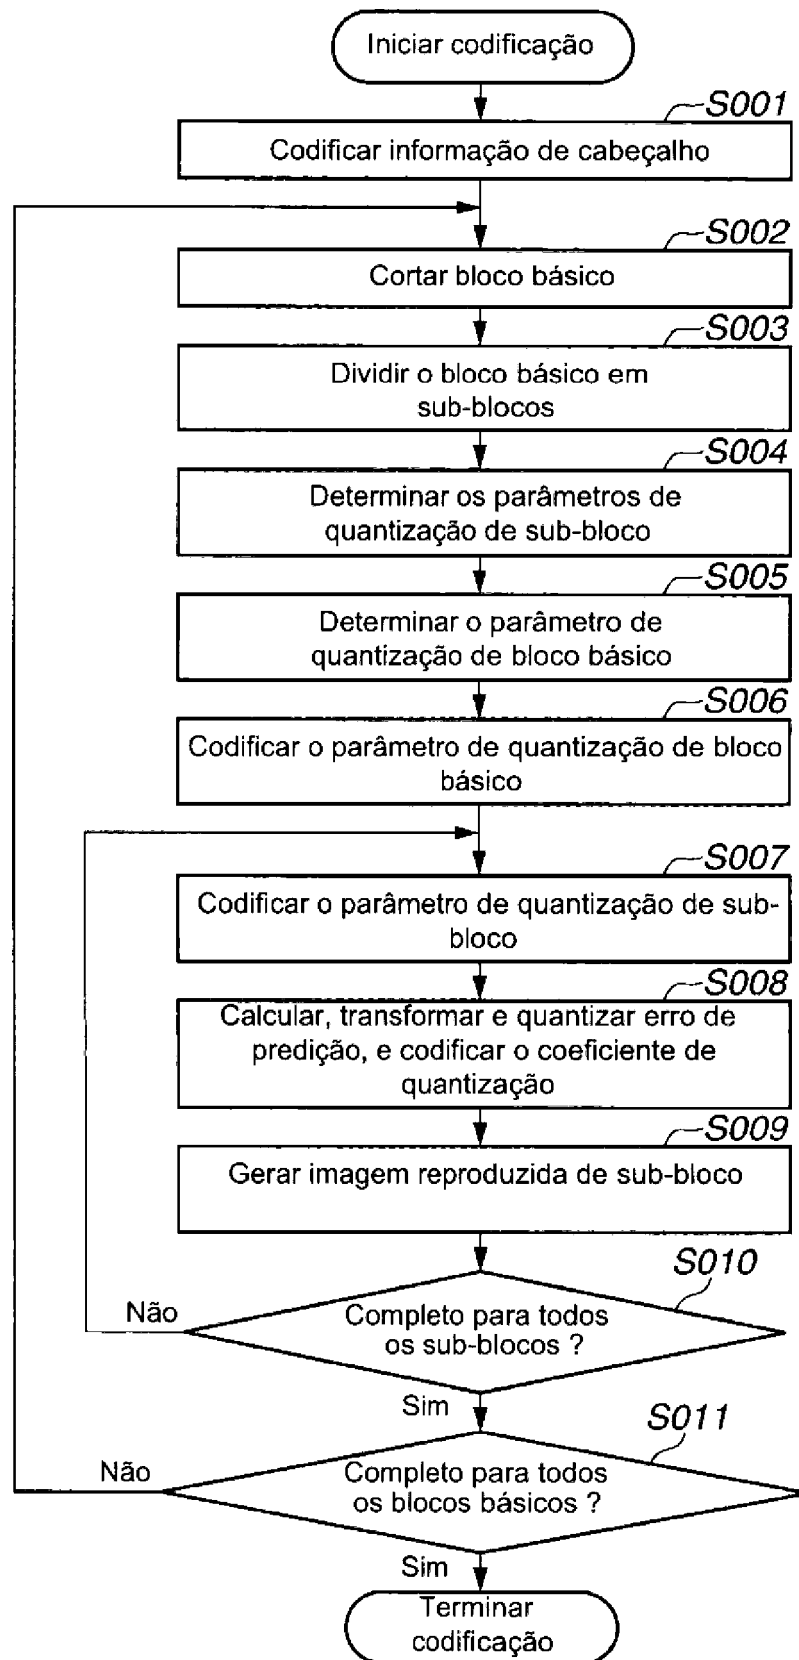 Iniciar codificação
S001
Codificar informação de cabeçalho
S002
Cortar bloco básico
S003
Dividir o bloco básico em
sub-blocos
S004
Determinar os parâmetros de
quantização de sub-bloco
S005
Determinar o parâmetro de
quantização de bloco básico
S006
Codificar o parâmetro de quantização de bloco
básico
S007
Codificar o parâmetro de quantização de sub-
bloco
S008
Calcular, transformar e quantizar erro de
predição, e codificar o coeficiente de
quantização
S009
Gerar imagem reproduzida de sub-bloco
S010
Não
Completo para todos
os sub-blocos ?
Sim
S011
Não
Completo para todos
os blocos básicos ?
Sim
Terminar
codificação